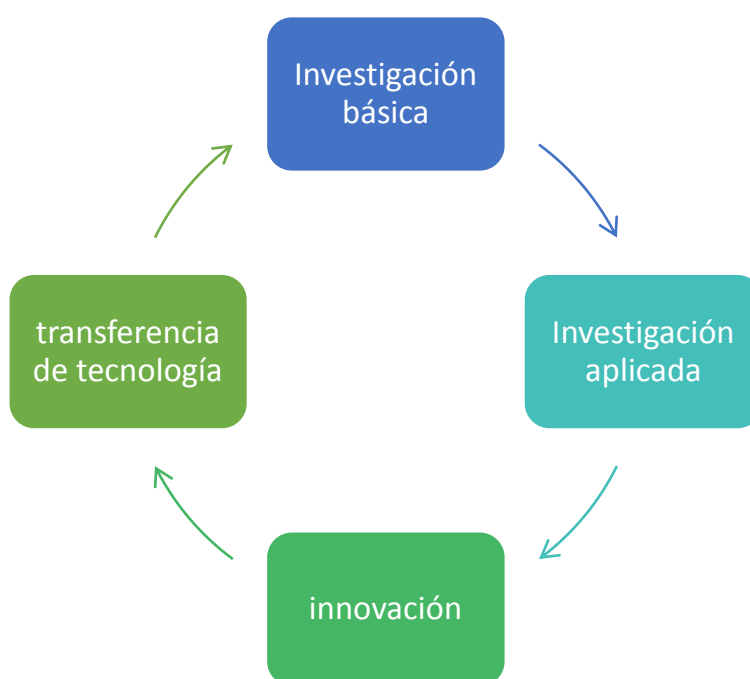 Investigación
básica
Investigación
aplicada
innovación
transferencia
de tecnología